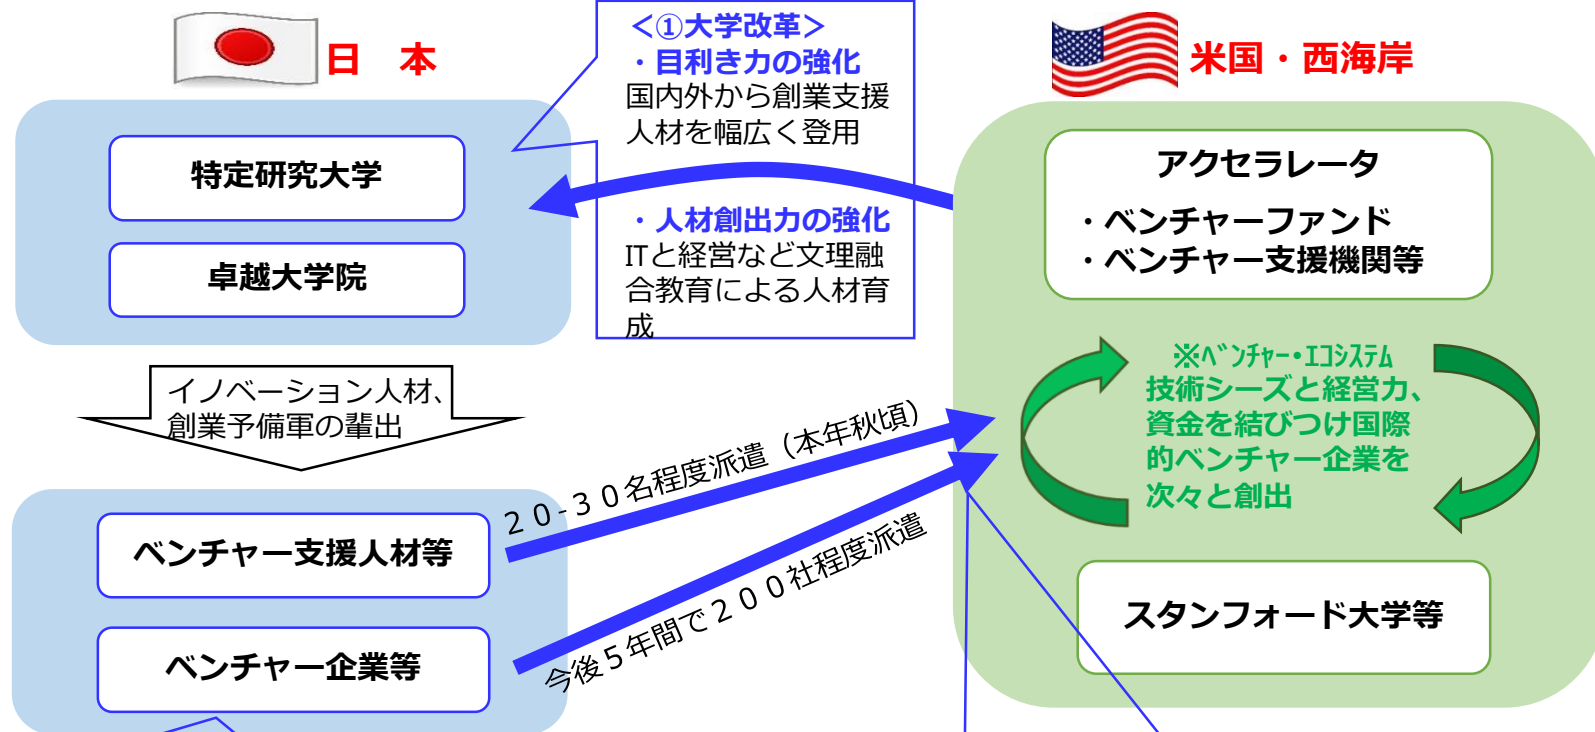 日　本
＜①大学改革＞
・目利き力の強化
国内外から創業支援
人材を幅広く登用
・人材創出力の強化
ITと経営など文理融
合教育による人材育
成
米国・西海岸
特定研究大学
卓越大学院
イノベーション人材、
創業予備軍の輩出
ベンチャー支援人材等
ベンチャー企業等
２０-３０名程度派遣（本年秋頃）
今後５年間で２００社程度派遣
アクセラレータ
・ベンチャーファンド
・ベンチャー支援機関等
※ﾍﾞﾝﾁｬｰ・ｴｺｼｽﾃﾑ
技術シーズと経営力、
資金を結びつけ国際
的ベンチャー企業を
次々と創出
スタンフォード大学等